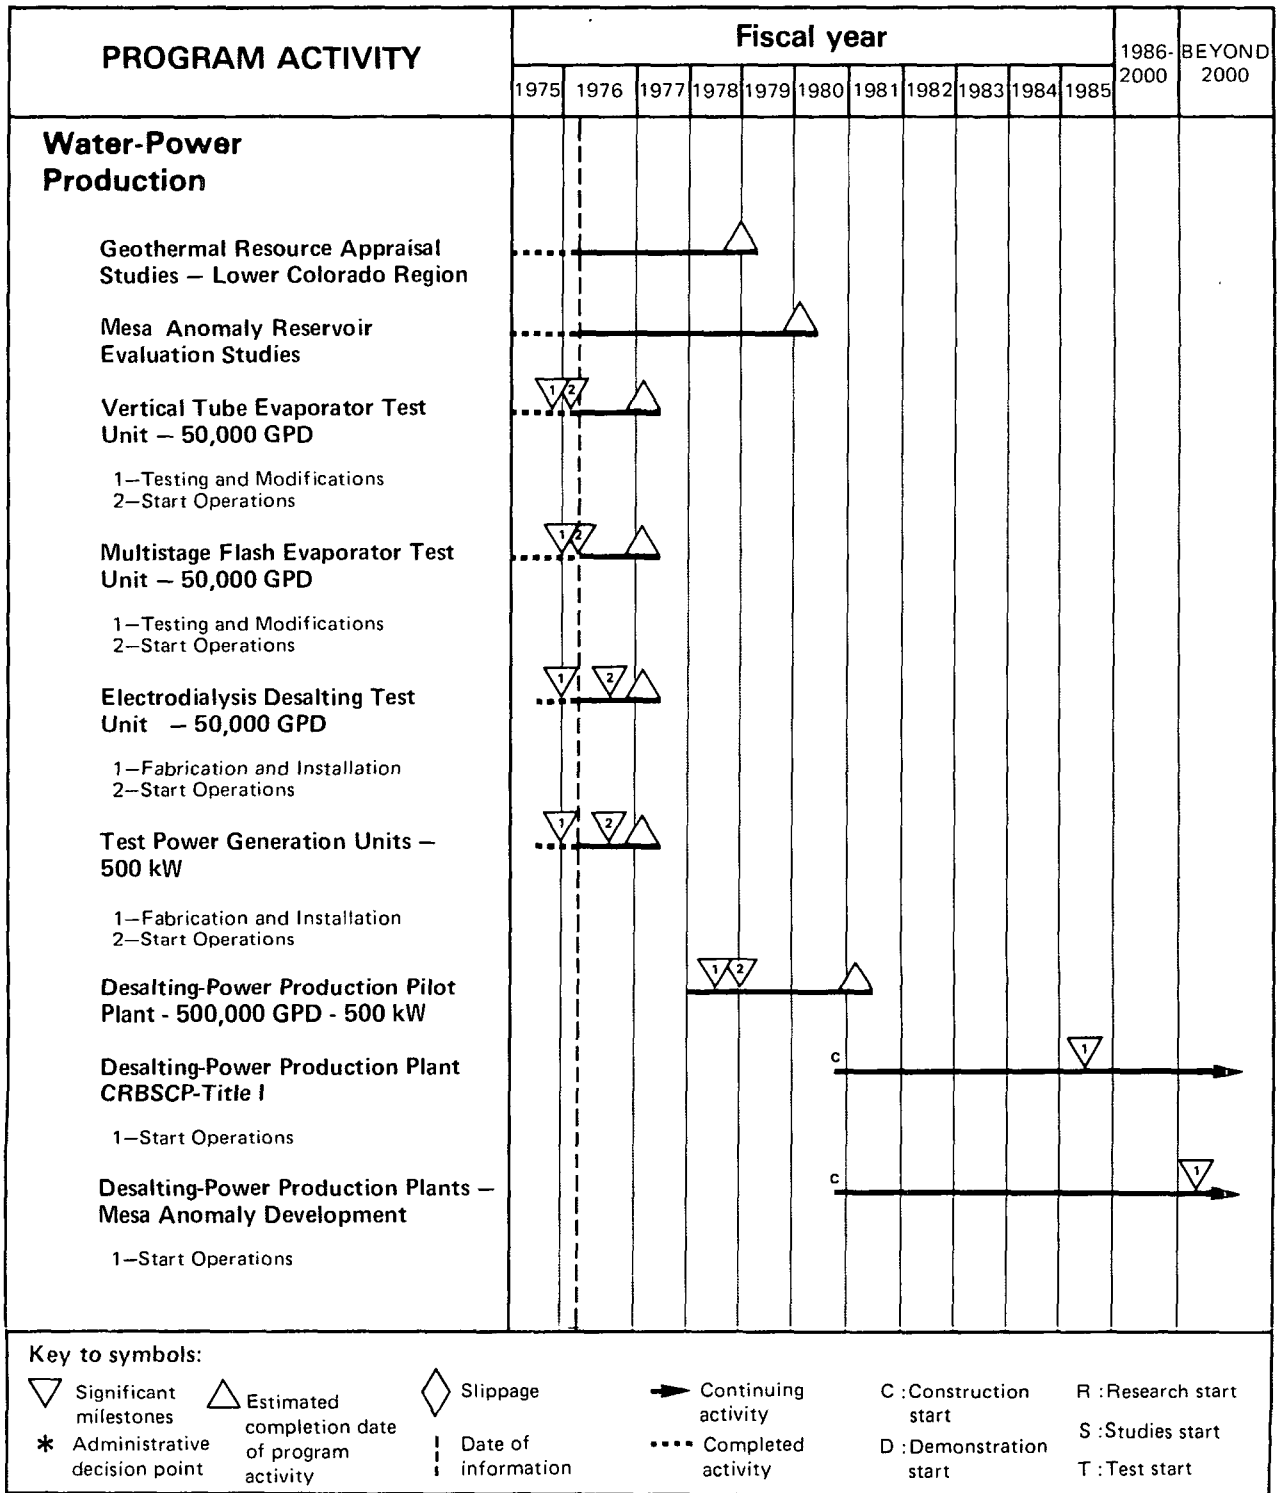 PROGRAM ACTIVITY
Fiscal year
1975 1976 1977 1978 1979 1980 1981 1982 1983 1984 1985
1986-
2000
BEYOND
2000
Water-Power
Production
Geothermal Resource Appraisal
Studies — Lower Colorado Region
Mesa Anomaly Reservoir
Evaluation Studies
1 2
Vertical Tube Evaporator Test
Unit — 50,000 GPD
1—Testing and Modifications
2—Start Operations
1 2
Multistage Flash Evaporator Test
Unit — 50,000 GPD
1—Testing and Modifications
2—Start Operations
1 2
Electrodialysis Desalting Test
Unit — 50,000 GPD
1—Fabrication and Installation
2—Start Operations
1 2
Test Power Generation Units —
500 kW
1—Fabrication and Installation
2—Start Operations
1 2
Desalting-Power Production Pilot
Plant - 500,000 GPD - 500 kW
C 1
Desalting-Power Production Plant
CRBSCP-Title I
1—Start Operations
C 1
Desalting-Power Production Plants —
Mesa Anomaly Development
1—Start Operations
Key to symbols:
Significant
milestones
* Administrative
decision point
Estimated
completion date
of program
activity
Slippage
Date of
information
Continuing
activity
Completed
activity
C : Construction
start
D : Demonstration
start
R : Research start
S : Studies start
T : Test start